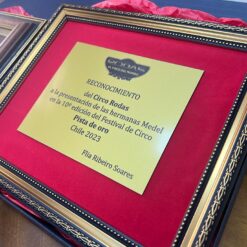 RECONOCIMIENTO
del Circo Rodas
a la presentación de las hermanas Medel
en la 10ª edición del Festival de Circo
Pista de oro
Chile 2023
Flia Ribeiro Soares